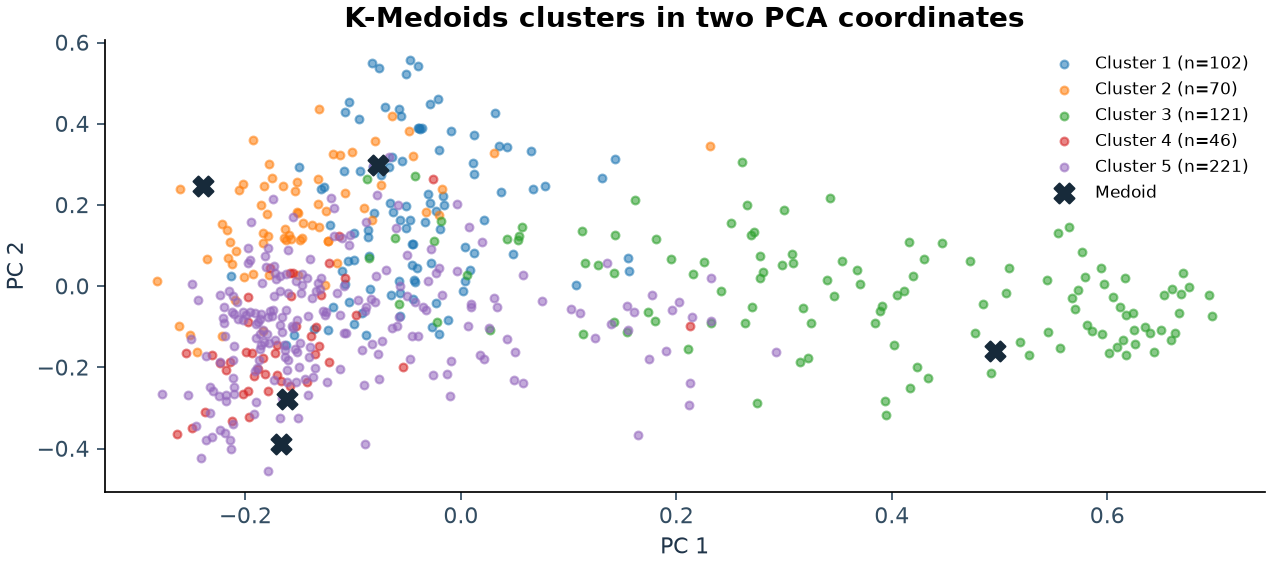 K-Medoids clusters in two PCA coordinates
Cluster 1 (n=102)
Cluster 2 (n=70)
Cluster 3 (n=121)
Cluster 4 (n=46)
Cluster 5 (n=221)
Medoid
PC 2
0.6
0.4
0.2
0.0
−0.2
−0.4
−0.2
0.0
0.2
0.4
0.6
PC 1